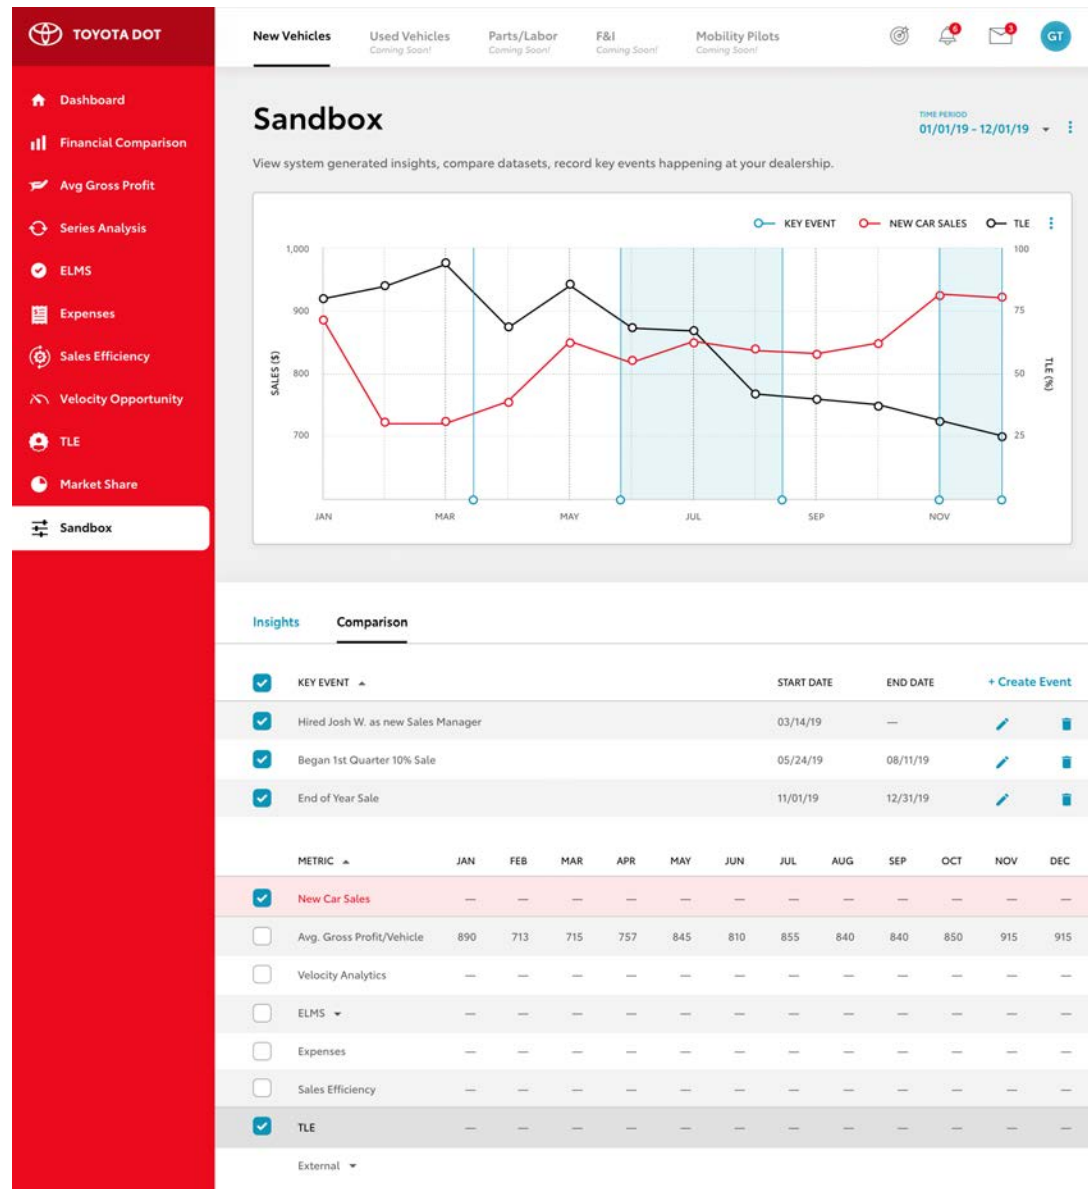 TOYOTA DOT
New Vehicles Used Vehicles Parts/Labor F&I Mobility Pilots
Coming Soon! Coming Soon! Coming Soon! Coming Soon!
6 3 GT
Dashboard
Financial Comparison
Avg Gross Profit
Series Analysis
ELMS
Expenses
Sales Efficiency
Velocity Opportunity
TLE
Market Share
Sandbox
Sandbox
TIME PERIOD
01/01/19 - 12/01/19
View system generated insights, compare datasets, record key events happening at your dealership.
KEY EVENT NEW CAR SALES TLE
1,000 100
900 75
800 50
700 25
SALES ($)
TLE (%)
JAN MAR MAY JUL SEP NOV
Insights Comparison
KEY EVENT START DATE END DATE + Create Event
Hired Josh W. as new Sales Manager 03/14/19 —
Began 1st Quarter 10% Sale 05/24/19 08/11/19
End of Year Sale 11/01/19 12/31/19
METRIC JAN FEB MAR APR MAY JUN JUL AUG SEP OCT NOV DEC
New Car Sales — — — — — — — — — — — —
Avg. Gross Profit/Vehicle 890 713 715 757 845 810 855 840 840 850 915 915
Velocity Analytics — — — — — — — — — — — —
ELMS — — — — — — — — — — — —
Expenses — — — — — — — — — — — —
Sales Efficiency — — — — — — — — — — — —
TLE — — — — — — — — — — — —
External